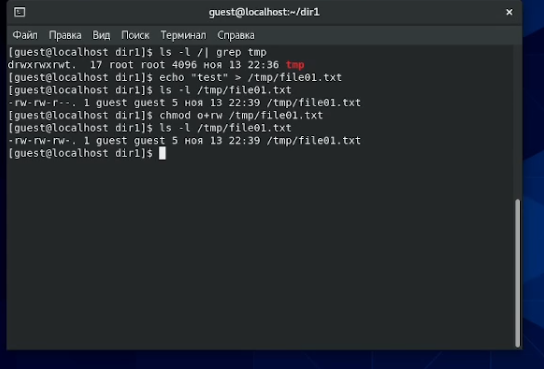 guest@localhost:~/dir1
Файл Правка Вид Поиск Терминал Справка
[guest@localhost dir1]$ ls -l /| grep tmp
drwxrwxrwt.  17 root root 4096 ноя 13 22:36 tmp
[guest@localhost dir1]$ echo "test" > /tmp/file01.txt
[guest@localhost dir1]$ ls -l /tmp/file01.txt
-rw-rw-r--. 1 guest guest 5 ноя 13 22:39 /tmp/file01.txt
[guest@localhost dir1]$ chmod o+rw /tmp/file01.txt
[guest@localhost dir1]$ ls -l /tmp/file01.txt
-rw-rw-rw-. 1 guest guest 5 ноя 13 22:39 /tmp/file01.txt
[guest@localhost dir1]$